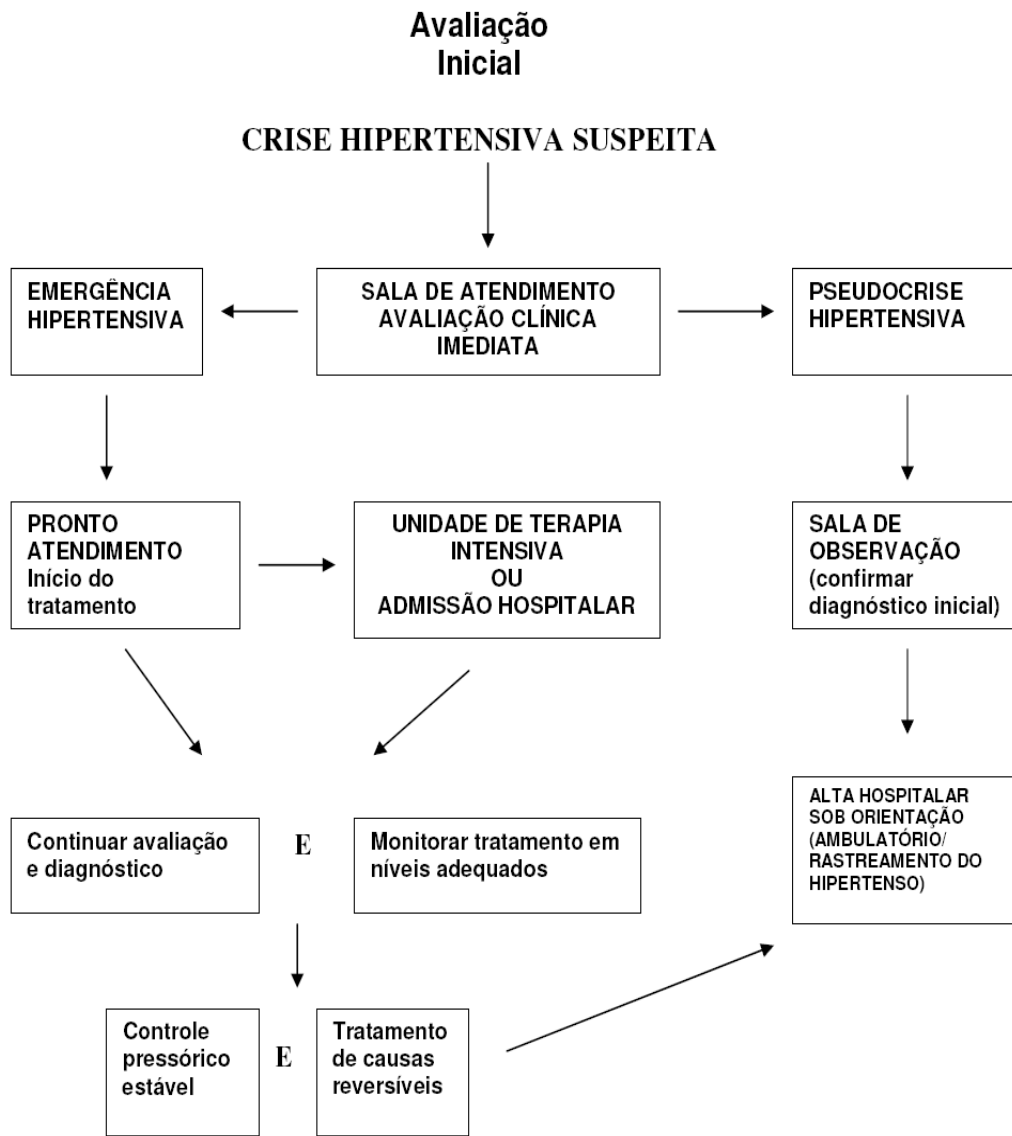 Avaliação
Inicial
CRISE HIPERTENSIVA SUSPEITA
EMERGÊNCIA
HIPERTENSIVA
SALA DE ATENDIMENTO
AVALIAÇÃO CLÍNICA
IMEDIATA
PSEUDOCRISE
HIPERTENSIVA
PRONTO
ATENDIMENTO
Início do
tratamento
UNIDADE DE TERAPIA
INTENSIVA
OU
ADMISSÃO HOSPITALAR
SALA DE
OBSERVAÇÃO
(confirmar
diagnóstico inicial)
Continuar avaliação
e diagnóstico
E
Monitorar tratamento em
níveis adequados
ALTA HOSPITALAR
SOB ORIENTAÇÃO
(AMBULATÓRIO/
RASTREAMENTO DO
HIPERTENSO)
Controle
pressórico
estável
E
Tratamento
de causas
reversíveis